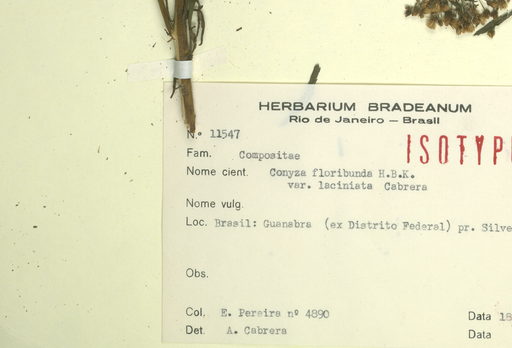 HERBARIUM BRADEANUM
Rio de Janeiro — Brasil
N.º 11547
ISOTYP
Fam. Compositae
Nome cient. Conyza floribunda H.B.K.
var. laciniata Cabrera
Nome vulg.
Loc. Brasil: Guanabra (ex Distrito Federal) pr. Silve
Obs.
Col. E. Pereira nº 4890 Data 18
Det. A. Cabrera Data